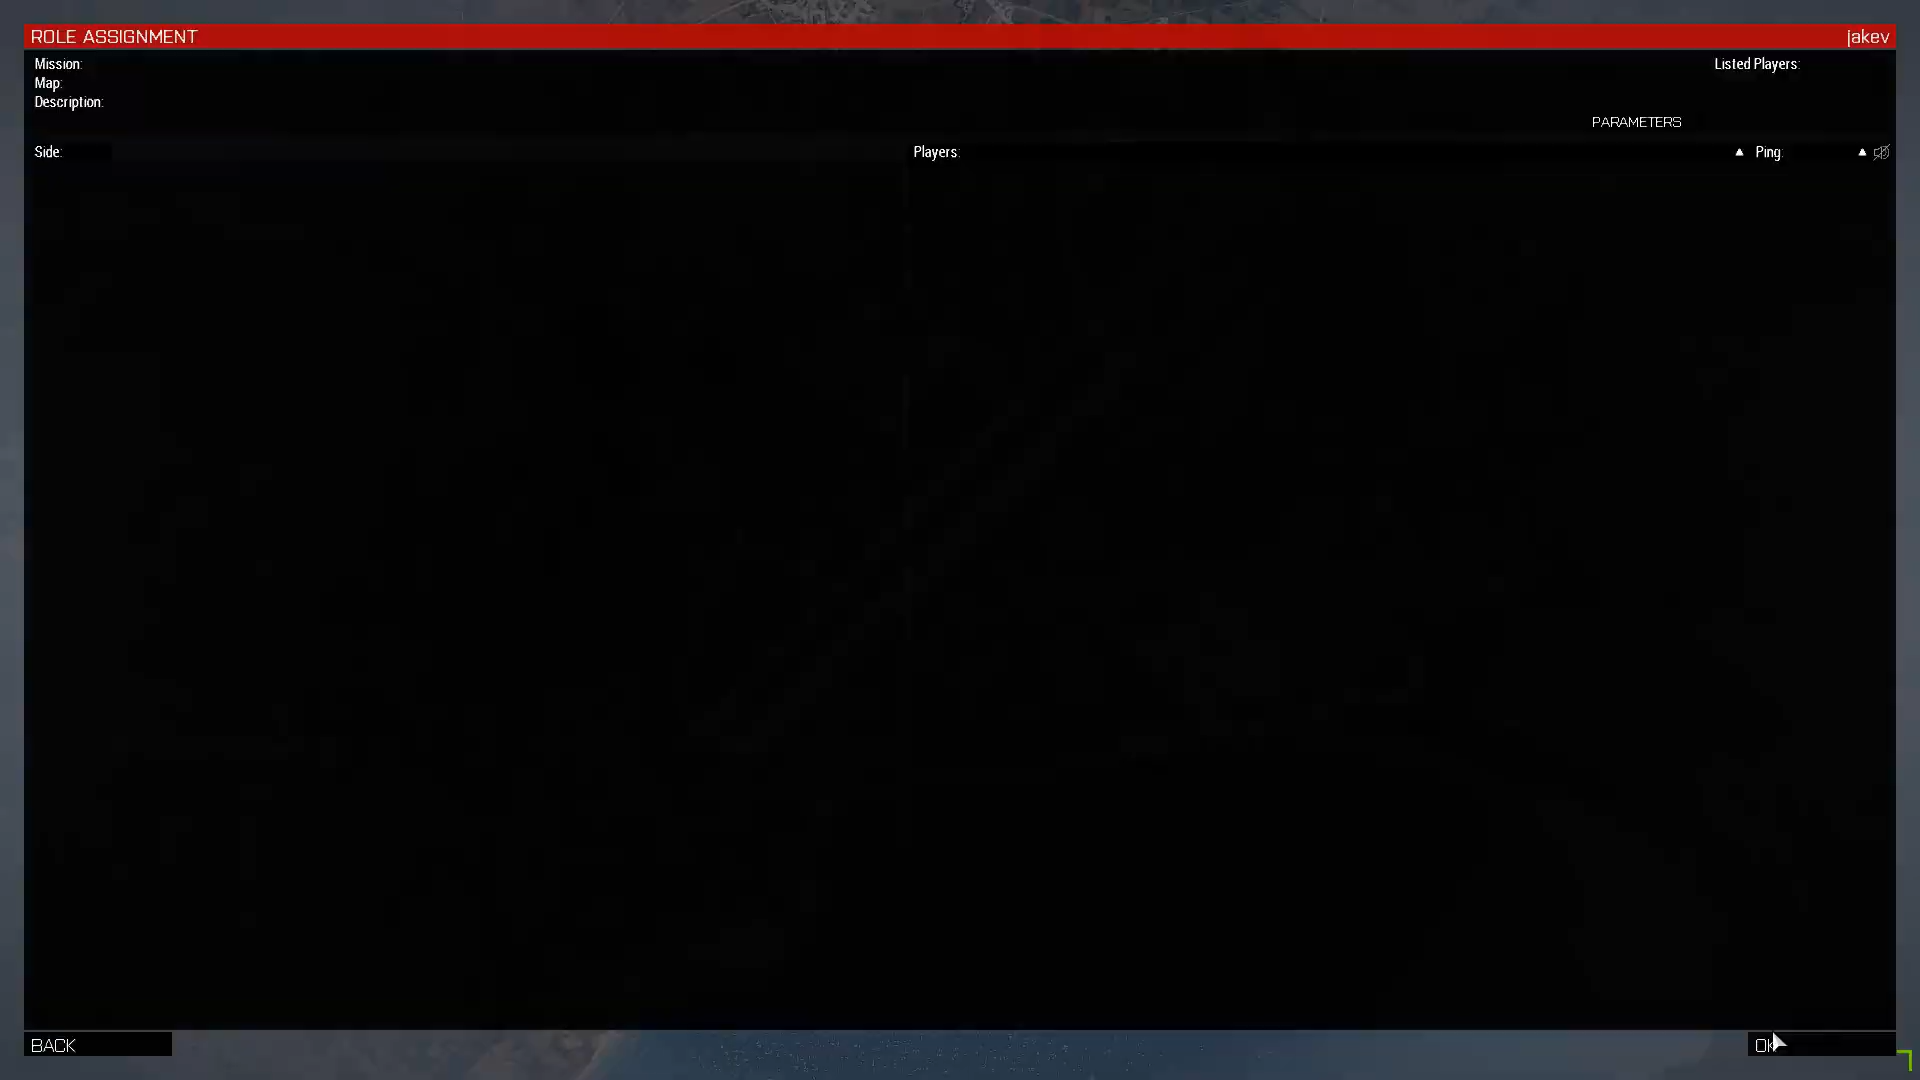 ROLE ASSIGNMENT jakev
Mission: Listed Players:
Map:
Description:
PARAMETERS
Side: Players: Ping:
BACK OK